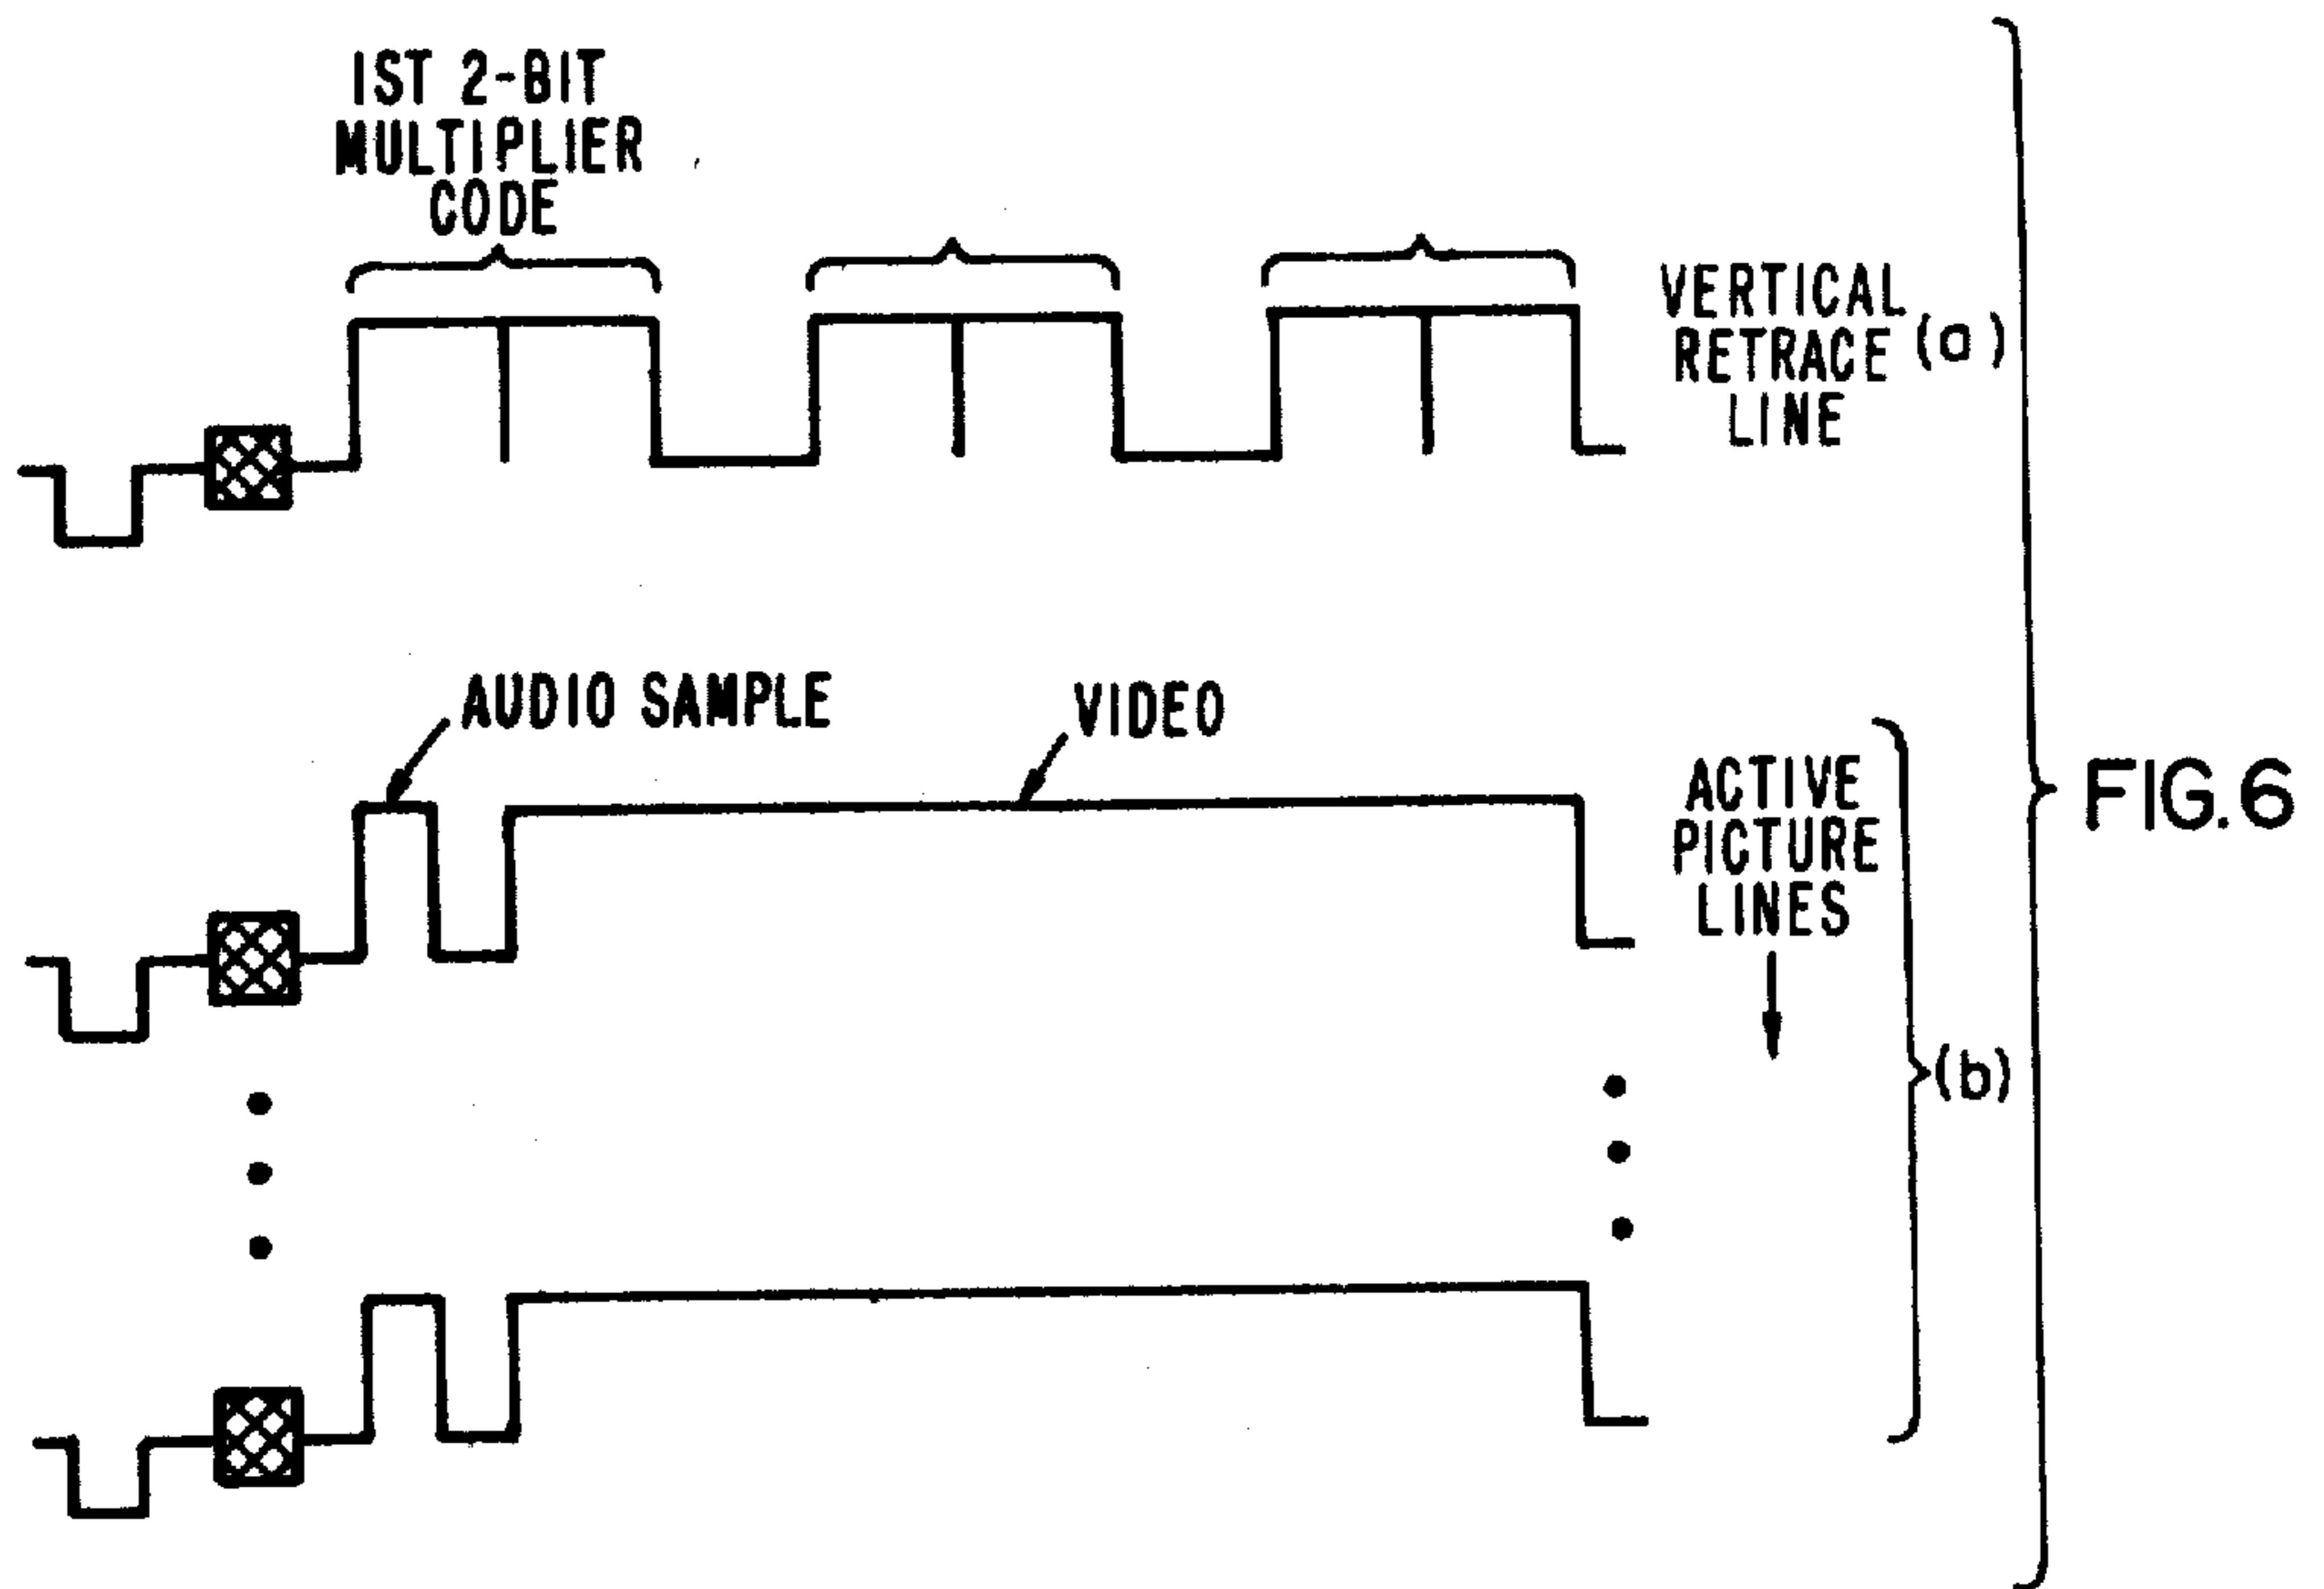 1ST 2-BIT
MULTIPLIER
CODE
VERTICAL
RETRACE (a)
LINE
AUDIO SAMPLE
VIDEO
ACTIVE
PICTURE
LINES
(b)
FIG.6